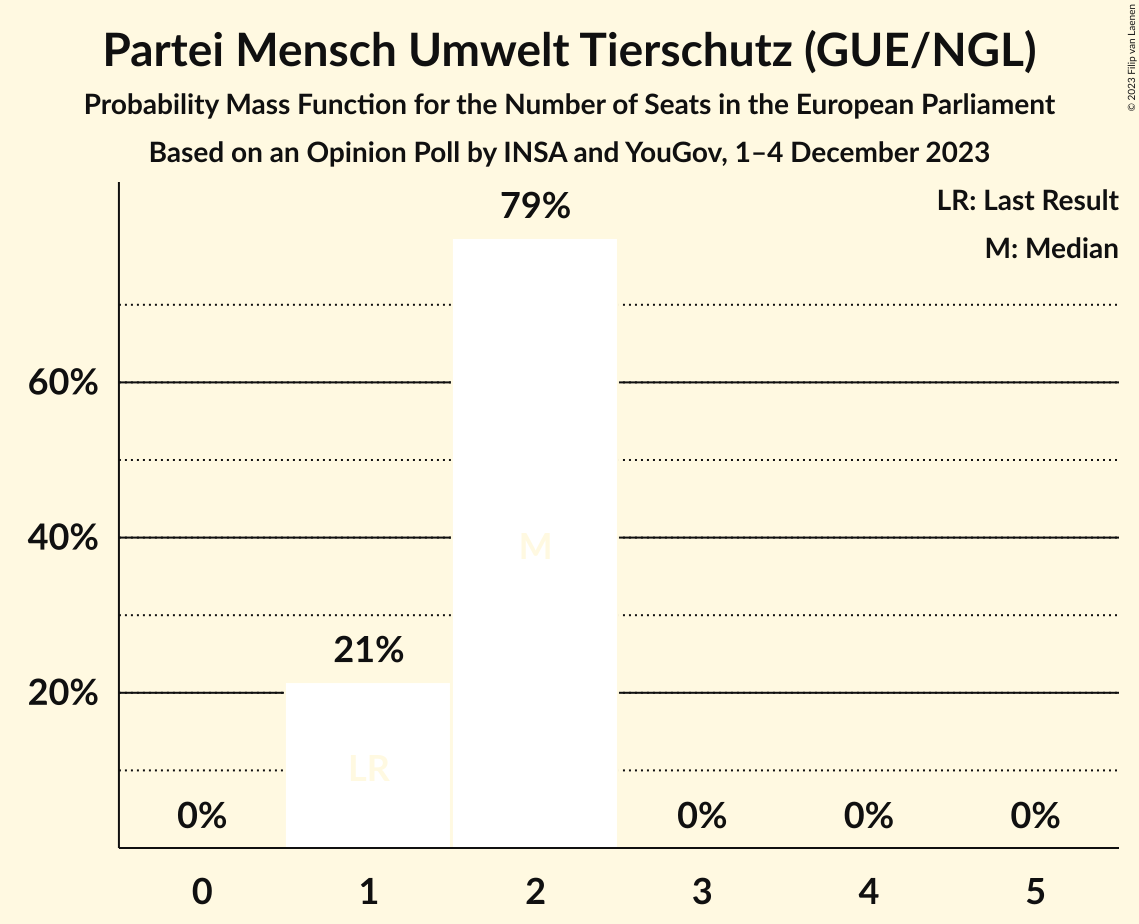 Partei Mensch Umwelt Tierschutz (GUE/NGL)
Probability Mass Function for the Number of Seats in the European Parliament
Based on an Opinion Poll by INSA and YouGov, 1–4 December 2023
© 2023 Filip van Laenen
LR: Last Result
M: Median
79%
60%
40%
M
21%
20%
LR
0%
0%
0%
0%
0 1 2 3 4 5